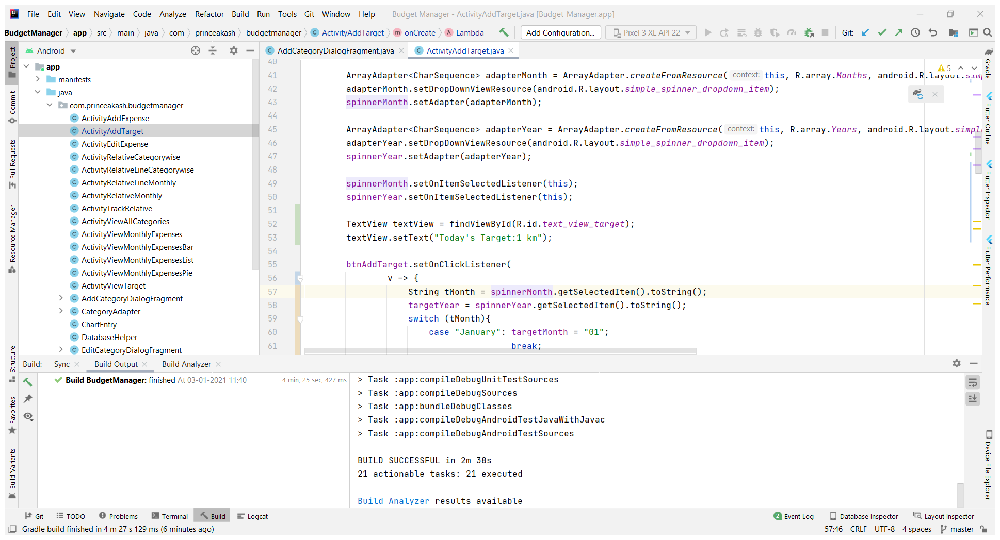 File Edit View Navigate Code Analyze Refactor Build Run Tools Git Window Help Budget Manager - ActivityAddTarget.java [Budget_Manager.app]
BudgetManager app src main java com princeakash budgetmanager C ActivityAddTarget m onCreate λ Lambda Add Configuration... Pixel 3 XL API 22 Git:
Project
Commit
Pull Requests
Resource Manager
Structure
Favorites
Build Variants
Android
app
manifests
java
com.princeakash.budgetmanager
C ActivityAddExpense
C ActivityAddTarget
C ActivityEditExpense
C ActivityRelativeCategorywise
C ActivityRelativeLineCategorywise
C ActivityRelativeLineMonthly
C ActivityRelativeMonthly
C ActivityTrackRelative
C ActivityViewAllCategories
C ActivityViewMonthlyExpenses
C ActivityViewMonthlyExpensesBar
C ActivityViewMonthlyExpensesList
C ActivityViewMonthlyExpensesPie
C ActivityViewTarget
C AddCategoryDialogFragment
C CategoryAdapter
C ChartEntry
C DatabaseHelper
C EditCategoryDialogFragment
C AddCategoryDialogFragment.java C ActivityAddTarget.java
5
40
41 ArrayAdapter<CharSequence> adapterMonth = ArrayAdapter.createFromResource( context: this, R.array.Months, android.R.layout.simp
42 adapterMonth.setDropDownViewResource(android.R.layout.simple_spinner_dropdown_item);
43 spinnerMonth.setAdapter(adapterMonth);
44
45 ArrayAdapter<CharSequence> adapterYear = ArrayAdapter.createFromResource( context: this, R.array.Years, android.R.layout.simpl
46 adapterYear.setDropDownViewResource(android.R.layout.simple_spinner_dropdown_item);
47 spinnerYear.setAdapter(adapterYear);
48
49 spinnerMonth.setOnItemSelectedListener(this);
50 spinnerYear.setOnItemSelectedListener(this);
51
52 TextView textView = findViewById(R.id.text_view_target);
53 textView.setText("Today's Target:1 km");
54
55 btnAddTarget.setOnClickListener(
56 v -> {
57 String tMonth = spinnerMonth.getSelectedItem().toString();
58 targetYear = spinnerYear.getSelectedItem().toString();
59 switch (tMonth){
60 case "January": targetMonth = "01";
61 break;
Gradle
Flutter Outline
Flutter Inspector
Flutter Performance
Device File Explorer
Build: Sync Build Output Build Analyzer
Build BudgetManager: finished At 03-01-2021 11:40 4 min, 25 sec, 427 ms
> Task :app:compileDebugUnitTestSources
> Task :app:compileDebugSources
> Task :app:bundleDebugClasses
> Task :app:compileDebugAndroidTestJavaWithJavac
> Task :app:compileDebugAndroidTestSources
BUILD SUCCESSFUL in 2m 38s
21 actionable tasks: 21 executed
Build Analyzer results available
Git TODO Problems Terminal Build Logcat 2 Event Log Database Inspector Layout Inspector
Gradle build finished in 4 m 27 s 129 ms (6 minutes ago) 57:46 CRLF UTF-8 4 spaces master